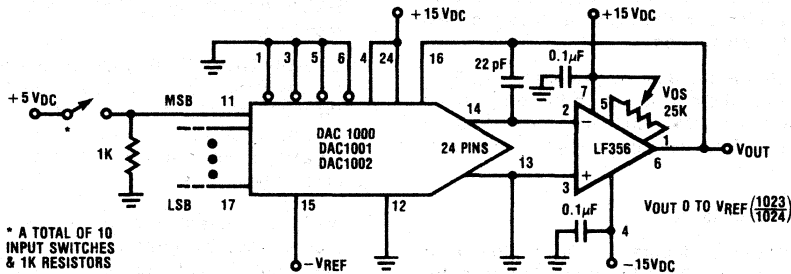 +15 VDC
+15 VDC
1 3 5 6 4 24 16
22 pF
0.1µF
7
VOS
25K
5
+5 VDC
MSB 11
14
2
−
1
*
DAC 1000
DAC1001
DAC1002
24 PINS
LF356
6
VOUT
1K
13
+
3
LSB 17
15
12
0.1µF
4
VOUT 0 TO VREF(1023/1024)
* A TOTAL OF 10
INPUT SWITCHES
& 1K RESISTORS
−VREF
−15VDC